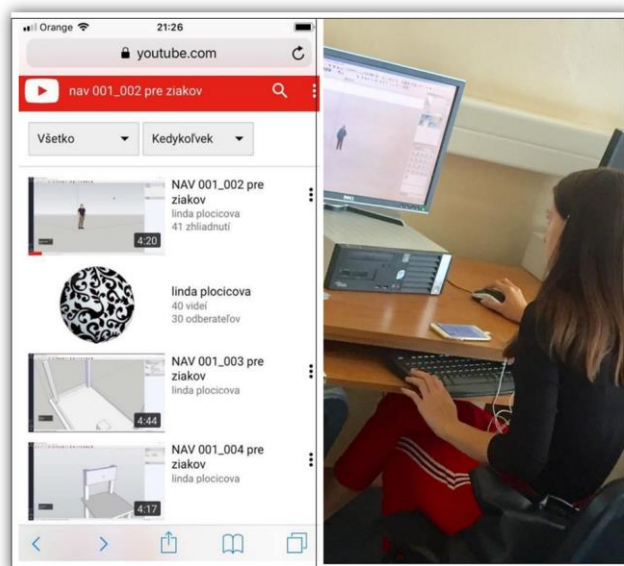 Orange 21:26
youtube.com
nav 001_002 pre ziakov
Všetko Kedykoľvek
NAV 001_002 pre
ziakov
linda plocicova
41 zhliadnutí
4:20
linda plocicova
40 videí
30 odberateľov
NAV 001_003 pre
ziakov
linda plocicova
4:44
NAV 001_004 pre
ziakov
linda plocicova
4:17